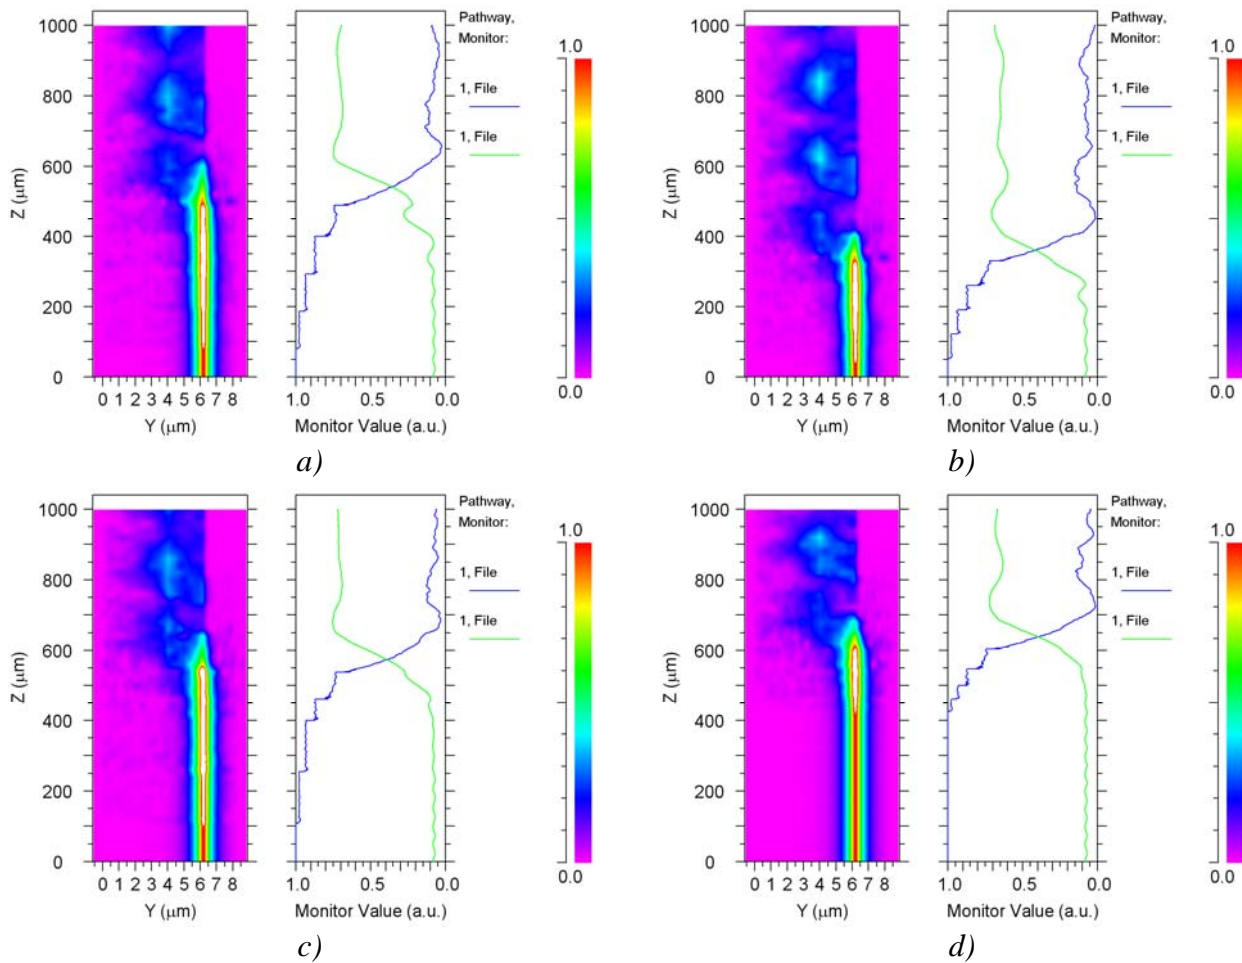 Pathway,
Monitor:
1, File
1, File
1000
800
600
400
200
0
Z (μm)
0 1 2 3 4 5 6 7 8
Y (μm)
1.0 0.5 0.0
Monitor Value (a.u.)
1.0
0.0
a)
Pathway,
Monitor:
1, File
1, File
1000
800
600
400
200
0
Z (μm)
0 1 2 3 4 5 6 7 8
Y (μm)
1.0 0.5 0.0
Monitor Value (a.u.)
1.0
0.0
b)
Pathway,
Monitor:
1, File
1, File
1000
800
600
400
200
0
Z (μm)
0 1 2 3 4 5 6 7 8
Y (μm)
1.0 0.5 0.0
Monitor Value (a.u.)
1.0
0.0
c)
Pathway,
Monitor:
1, File
1, File
1000
800
600
400
200
0
Z (μm)
0 1 2 3 4 5 6 7 8
Y (μm)
1.0 0.5 0.0
Monitor Value (a.u.)
1.0
0.0
d)